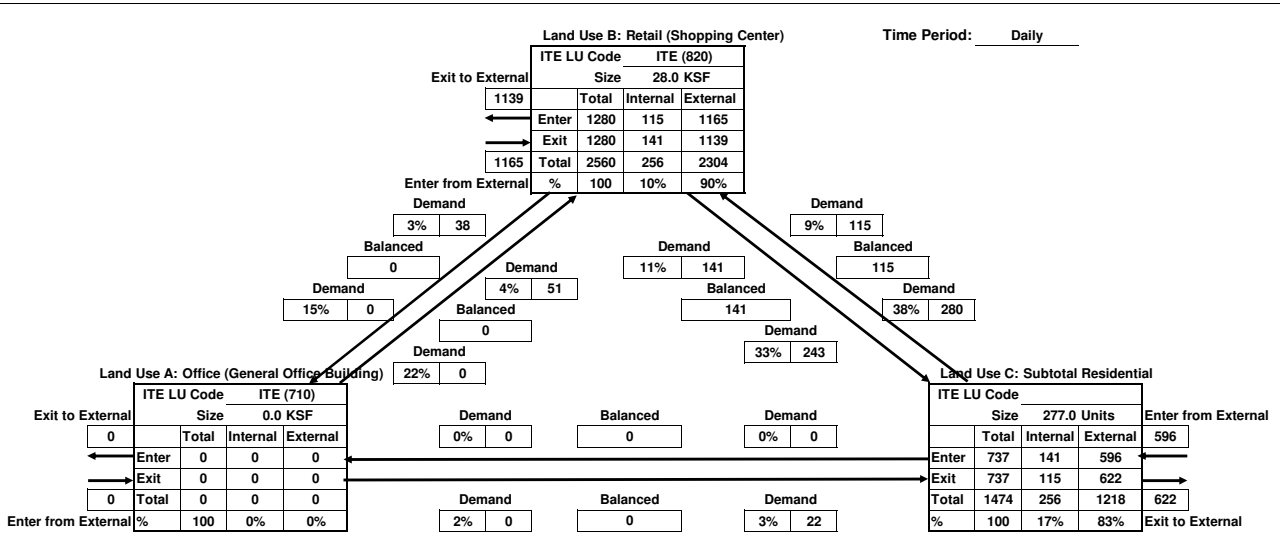 Land Use B: Retail (Shopping Center)
Time Period: Daily
ITE LU Code ITE (820)
Exit to External Size 28.0 KSF
1139 Total Internal External
Enter 1280 115 1165
Exit 1280 141 1139
1165 Total 2560 256 2304
Enter from External % 100 10% 90%
Demand Demand
3% 38 9% 115
Balanced Demand Balanced
0 Demand 11% 141 115
Demand 4% 51 Balanced Demand
15% 0 Balanced 141 38% 280
0 Demand
Demand 33% 243
Land Use A: Office (General Office Building) 22% 0 Land Use C: Subtotal Residential
ITE LU Code ITE (710) ITE LU Code
Exit to External Size 0.0 KSF Demand Balanced Demand Size 277.0 Units Enter from External
0 Total Internal External 0% 0 0 0% 0 Total Internal External 596
Enter 0 0 0 Enter 737 141 596
Exit 0 0 0 Exit 737 115 622
0 Total 0 0 0 Demand Balanced Demand Total 1474 256 1218 622
Enter from External % 100 0% 0% 2% 0 0 3% 22 % 100 17% 83% Exit to External